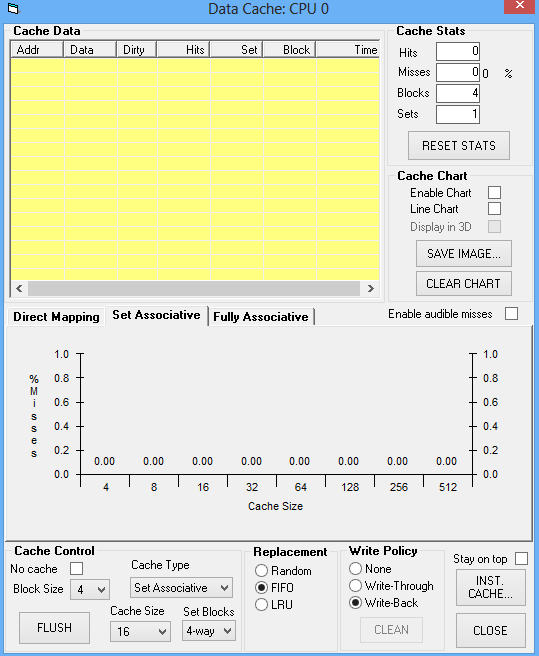 Data Cache: CPU 0
Cache Data
Addr Data Dirty Hits Set Block Time
Cache Stats
Hits 0
Misses 0 0 %
Blocks 4
Sets 1
RESET STATS
Cache Chart
Enable Chart
Line Chart
Display in 3D
SAVE IMAGE...
CLEAR CHART
Enable audible misses
Direct Mapping Set Associative Fully Associative
% Misses
1.0 1.0
0.8 0.8
0.6 0.6
0.4 0.4
0.2 0.2
0.00 0.00 0.00 0.00 0.00 0.00 0.00 0.00
0.0 0.0
4 8 16 32 64 128 256 512
Cache Size
Cache Control
No cache
Block Size 4
Cache Type
Set Associative
Cache Size
16
Set Blocks
4-way
FLUSH
Replacement
Random
FIFO
LRU
Write Policy
None
Write-Through
Write-Back
CLEAN
Stay on top
INST.
CACHE...
CLOSE